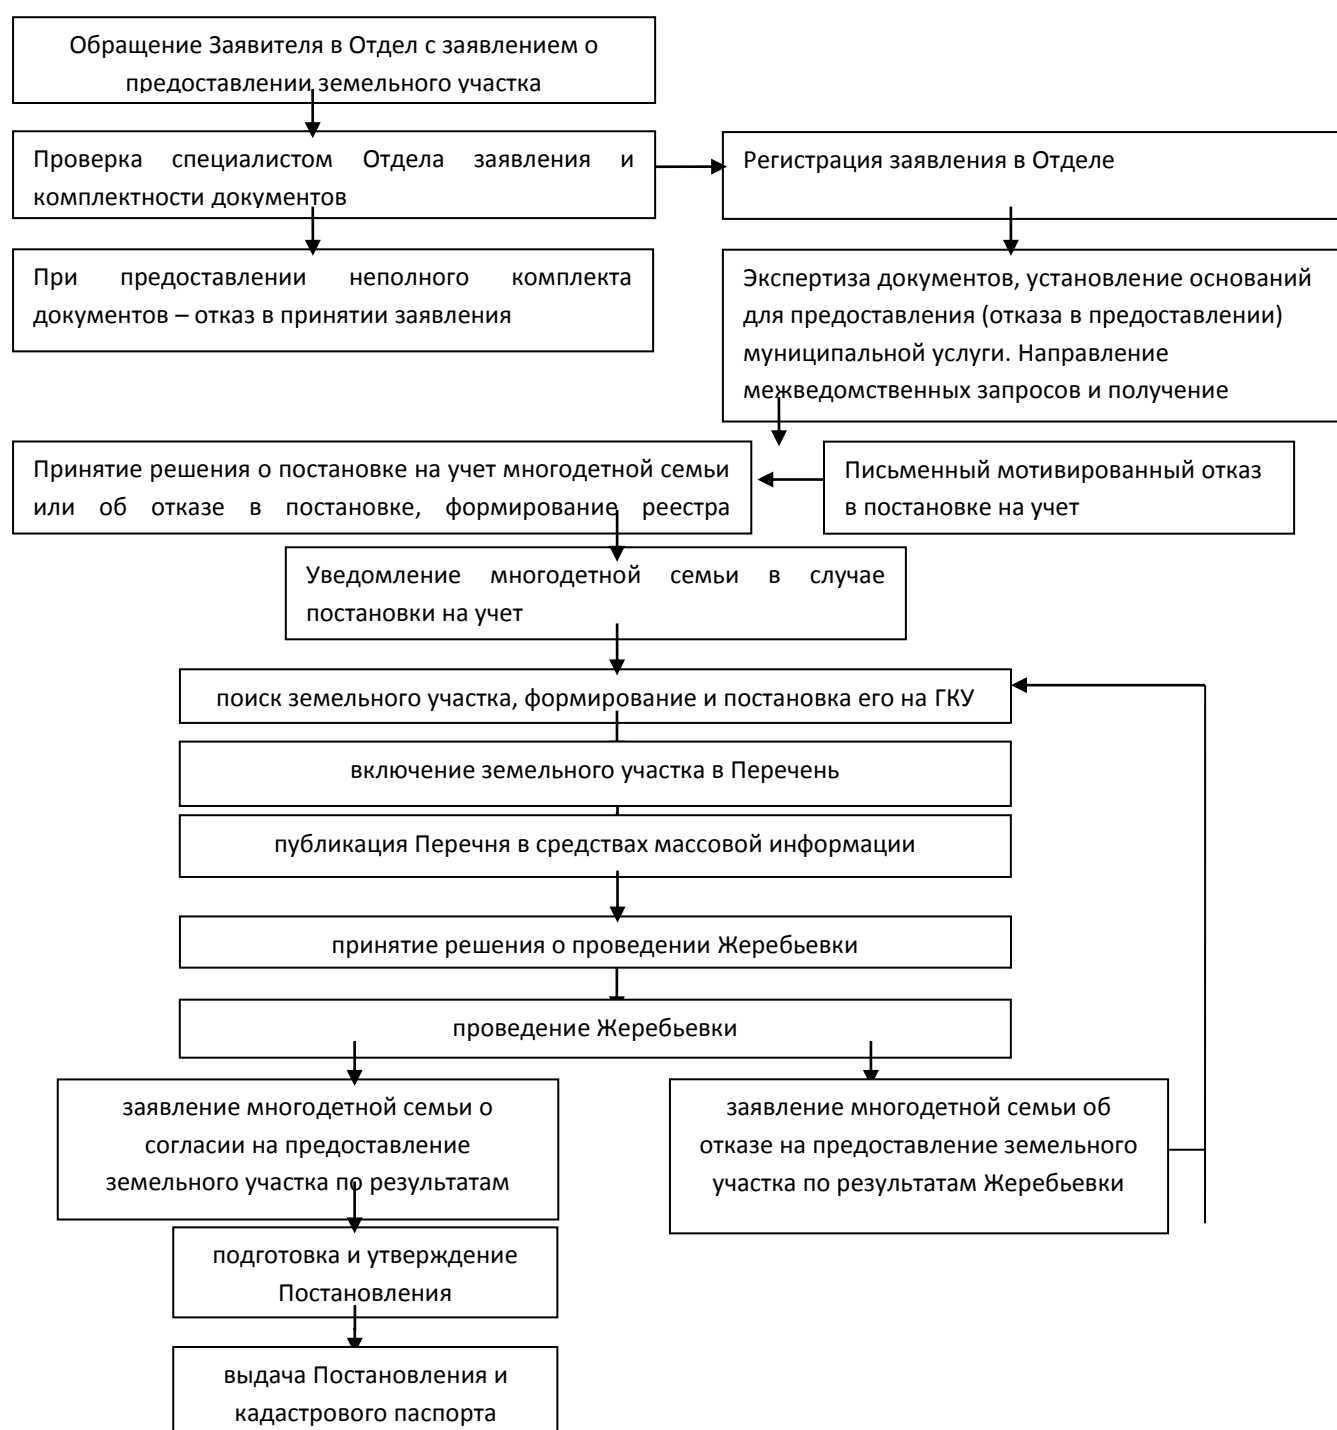 Обращение Заявителя в Отдел с заявлением о
предоставлении земельного участка
Проверка специалистом Отдела заявления и
комплектности документов
Регистрация заявления в Отделе
При предоставлении неполного комплекта
документов – отказ в принятии заявления
Экспертиза документов, установление оснований
для предоставления (отказа в предоставлении)
муниципальной услуги. Направление
межведомственных запросов и получение
Принятие решения о постановке на учет многодетной семьи
или об отказе в постановке, формирование реестра
Письменный мотивированный отказ
в постановке на учет
Уведомление многодетной семьи в случае
постановки на учет
поиск земельного участка, формирование и постановка его на ГКУ
включение земельного участка в Перечень
публикация Перечня в средствах массовой информации
принятие решения о проведении Жеребьевки
проведение Жеребьевки
заявление многодетной семьи о
согласии на предоставление
земельного участка по результатам
заявление многодетной семьи об
отказе на предоставление земельного
участка по результатам Жеребьевки
подготовка и утверждение
Постановления
выдача Постановления и
кадастрового паспорта